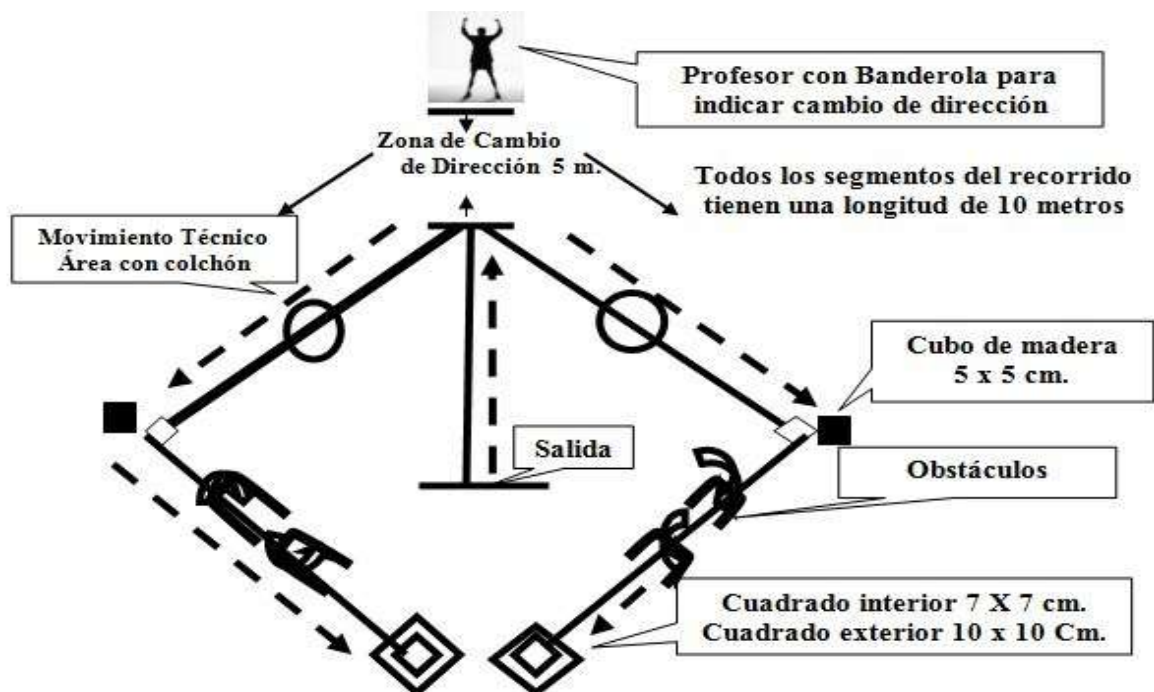 Profesor con Banderola para
indicar cambio de dirección
Zona de Cambio
de Dirección 5 m.
Todos los segmentos del recorrido
tienen una longitud de 10 metros
Movimiento Técnico
Área con colchón
Cubo de madera
5 x 5 cm.
Salida
Obstáculos
Cuadrado interior 7 X 7 cm.
Cuadrado exterior 10 x 10 Cm.